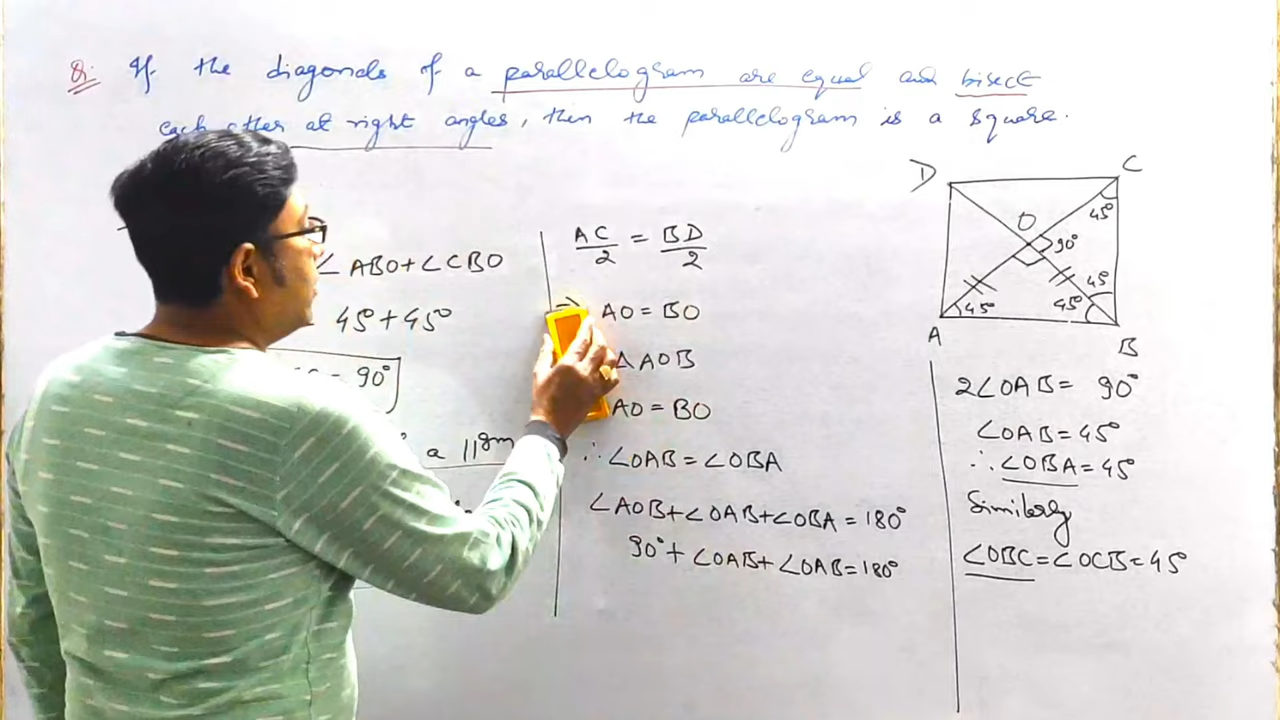 Q. If the diagonals of a parallelogram are equal and bisect
each other at right angles, then the parallelogram is a square.
∠ABO+∠CBO
45°+45°
= 90°
a ||gm
AC/2 = BD/2
⇒ AO = BO
△AOB
AO = BO
∴ ∠OAB = ∠OBA
∠AOB+∠OAB+∠OBA = 180°
90°+∠OAB+∠OAB=180°
D
C
O
45°
90°
45°
45°
45°
A
B
2∠OAB = 90°
∠OAB=45°
∴ ∠OBA=45°
Similarly
∠OBC=∠OCB=45°